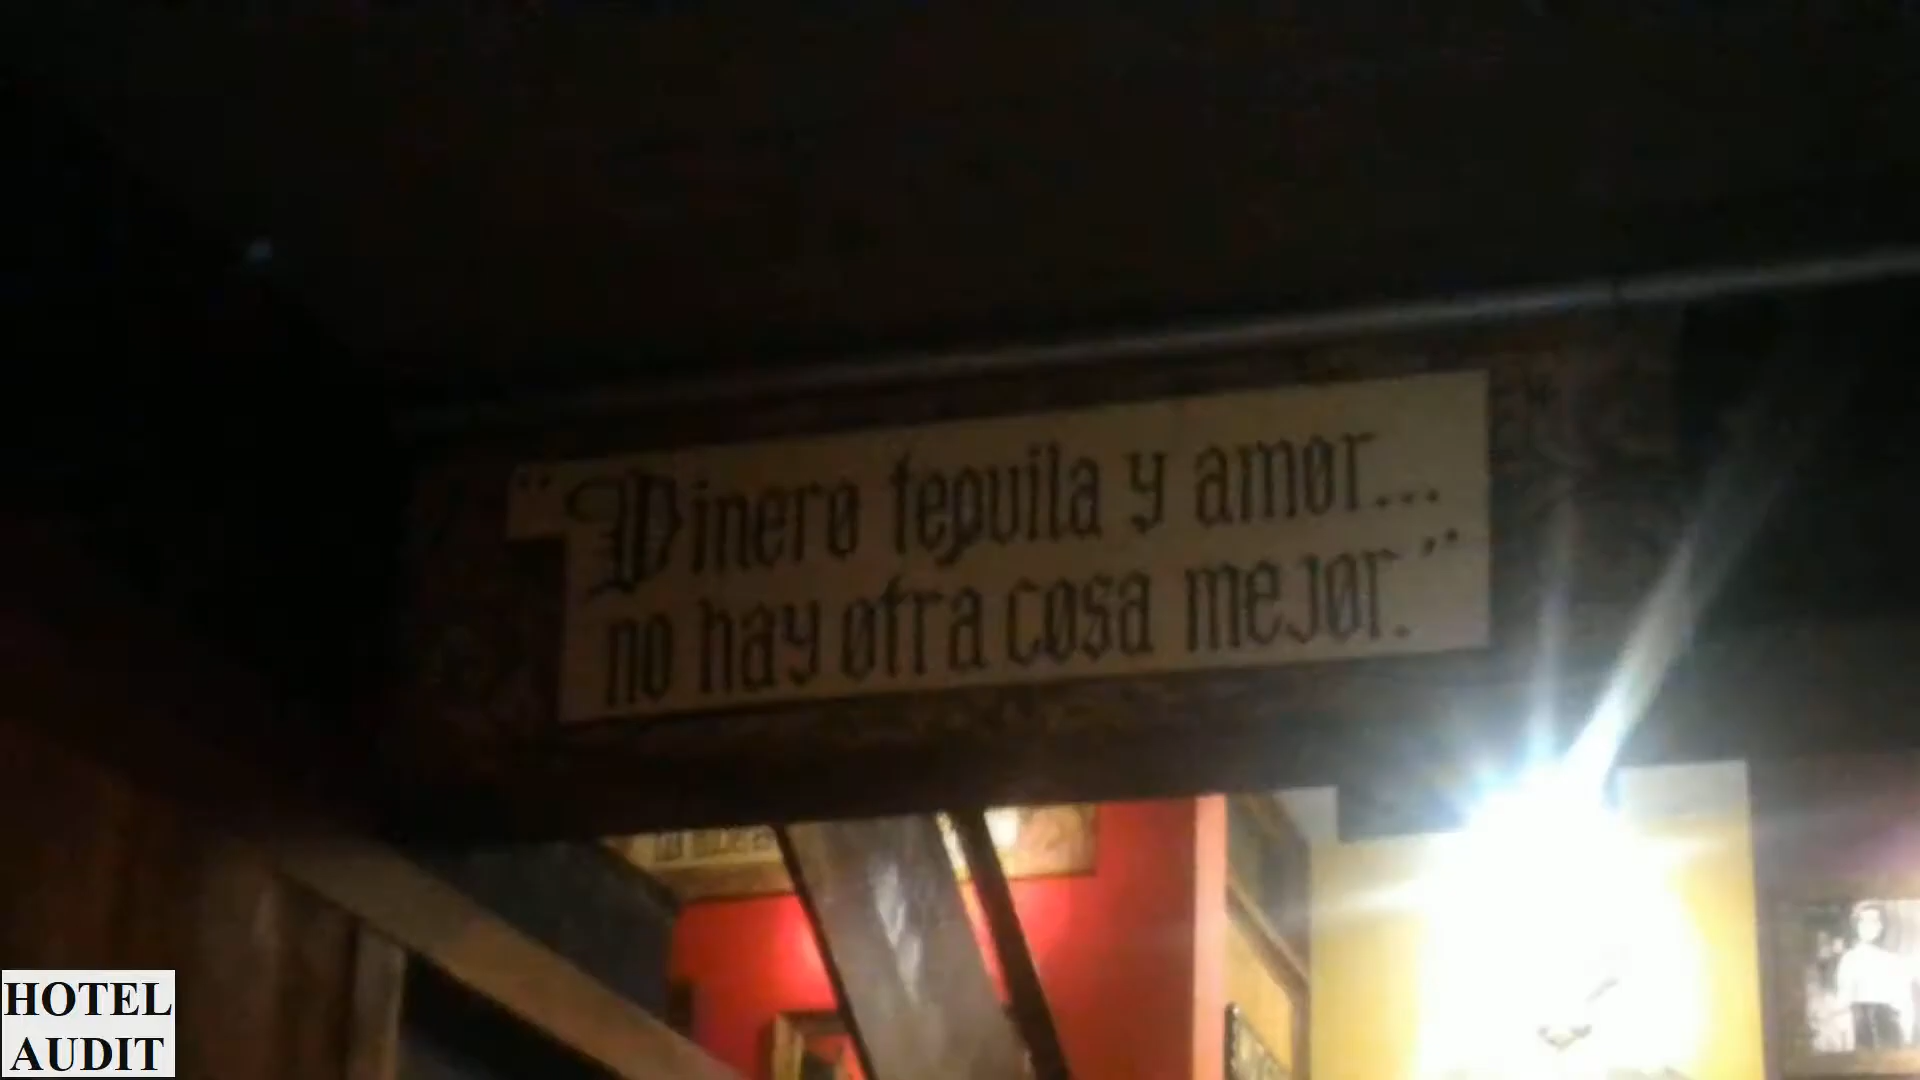 "Dinero tequila y amor...
no hay otra cosa mejor."
HOTEL
AUDIT